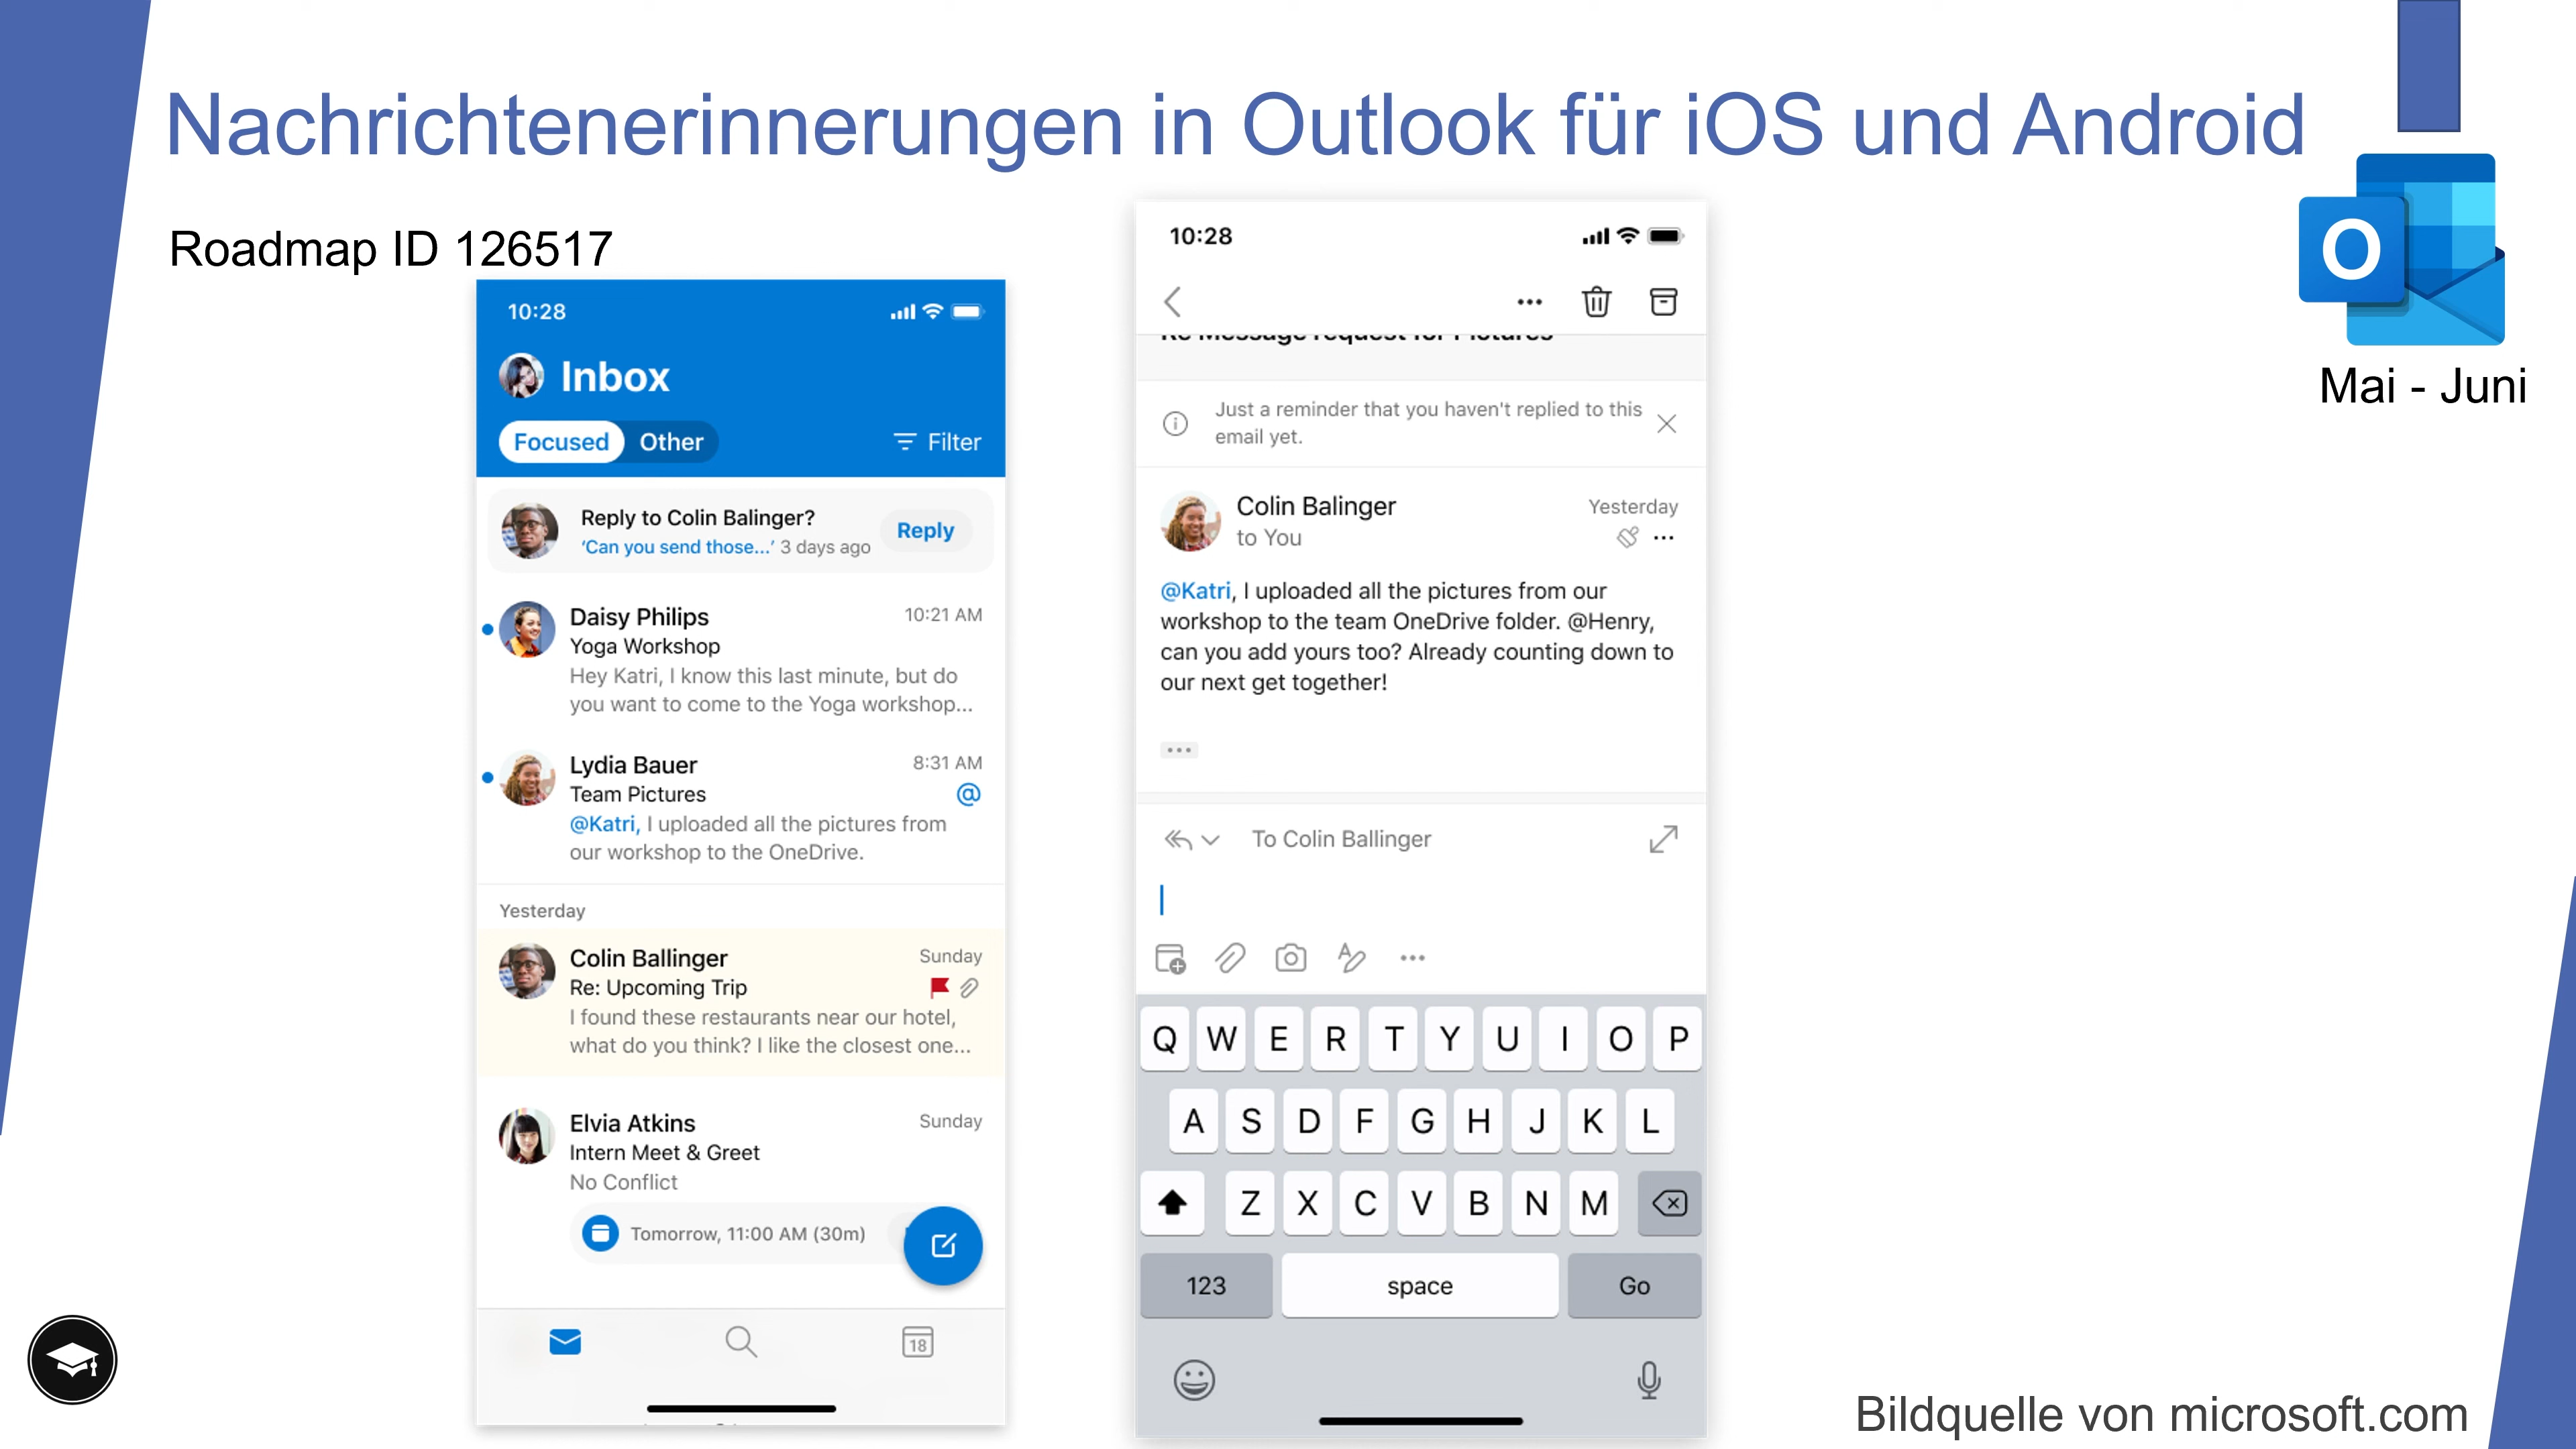 Nachrichtenerinnerungen in Outlook für iOS und Android
Roadmap ID 126517
O
Mai - Juni
10:28
Inbox
Focused Other Filter
Reply to Colin Balinger?
'Can you send those...' 3 days ago
Reply
Daisy Philips 10:21 AM
Yoga Workshop
Hey Katri, I know this last minute, but do
you want to come to the Yoga workshop...
Lydia Bauer 8:31 AM
Team Pictures @
@Katri, I uploaded all the pictures from
our workshop to the OneDrive.
Yesterday
Colin Ballinger Sunday
Re: Upcoming Trip
I found these restaurants near our hotel,
what do you think? I like the closest one...
Elvia Atkins Sunday
Intern Meet & Greet
No Conflict
Tomorrow, 11:00 AM (30m)
18
10:28
Re Message request for Pictures
Just a reminder that you haven't replied to this
email yet.
Colin Balinger Yesterday
to You
@Katri, I uploaded all the pictures from our
workshop to the team OneDrive folder. @Henry,
can you add yours too? Already counting down to
our next get together!
To Colin Ballinger
Q W E R T Y U I O P
A S D F G H J K L
Z X C V B N M
123 space Go
Bildquelle von microsoft.com